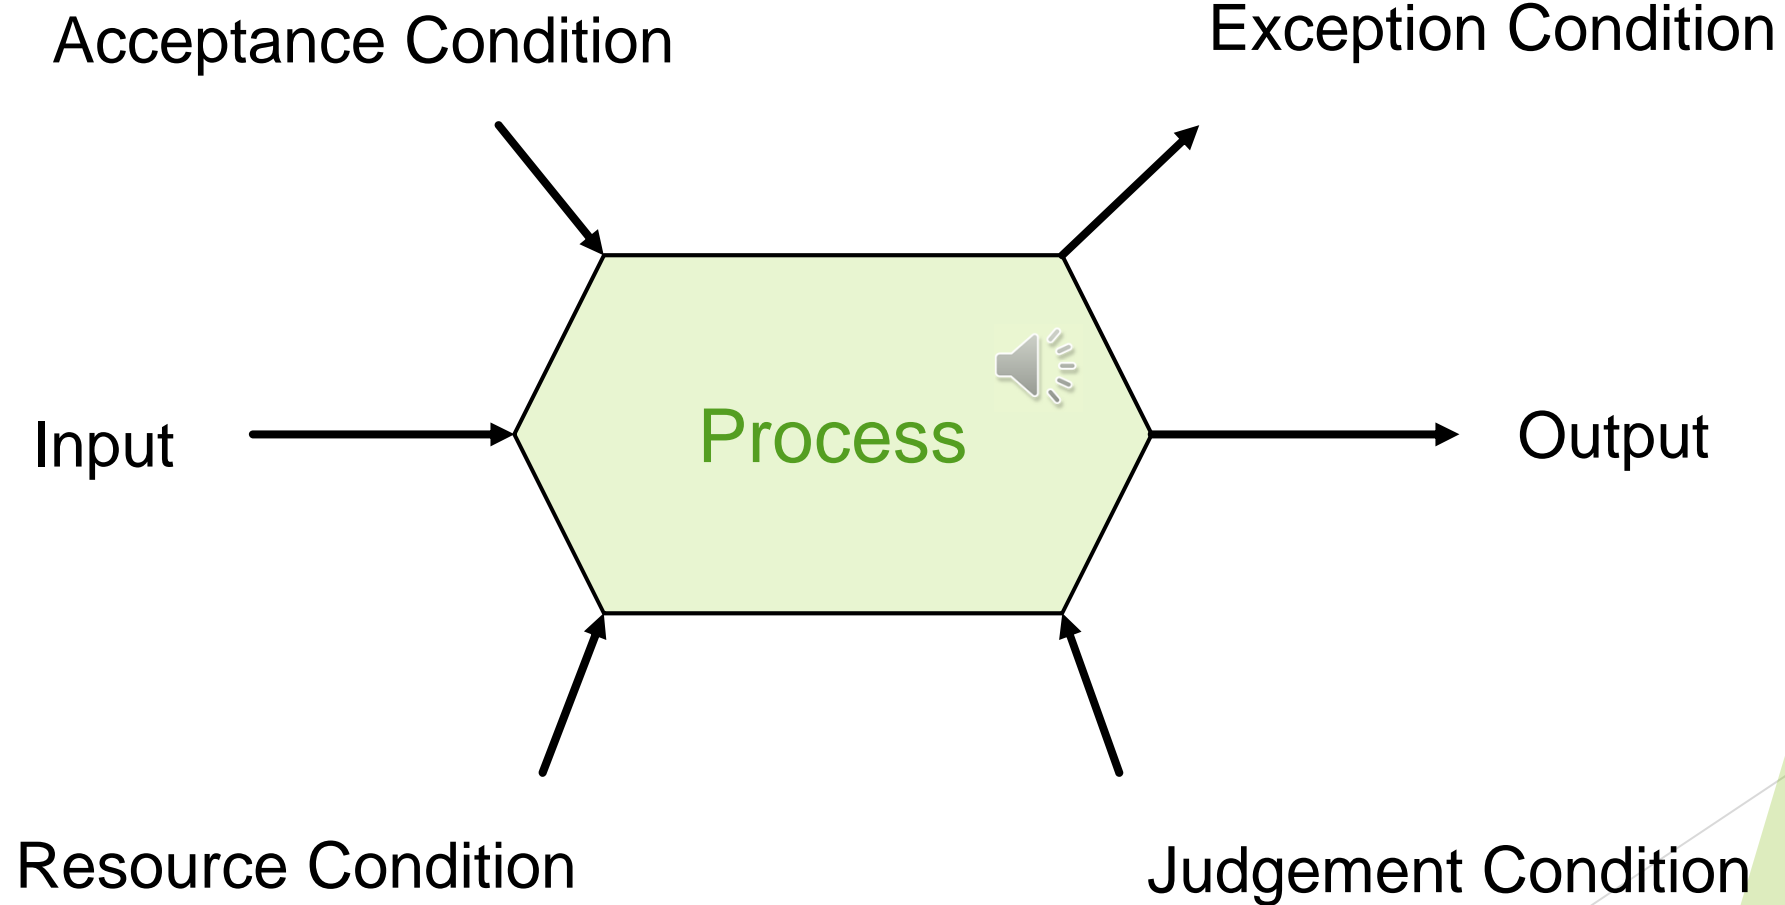 Acceptance Condition
Exception Condition
Input
Process
Output
Resource Condition
Judgement Condition